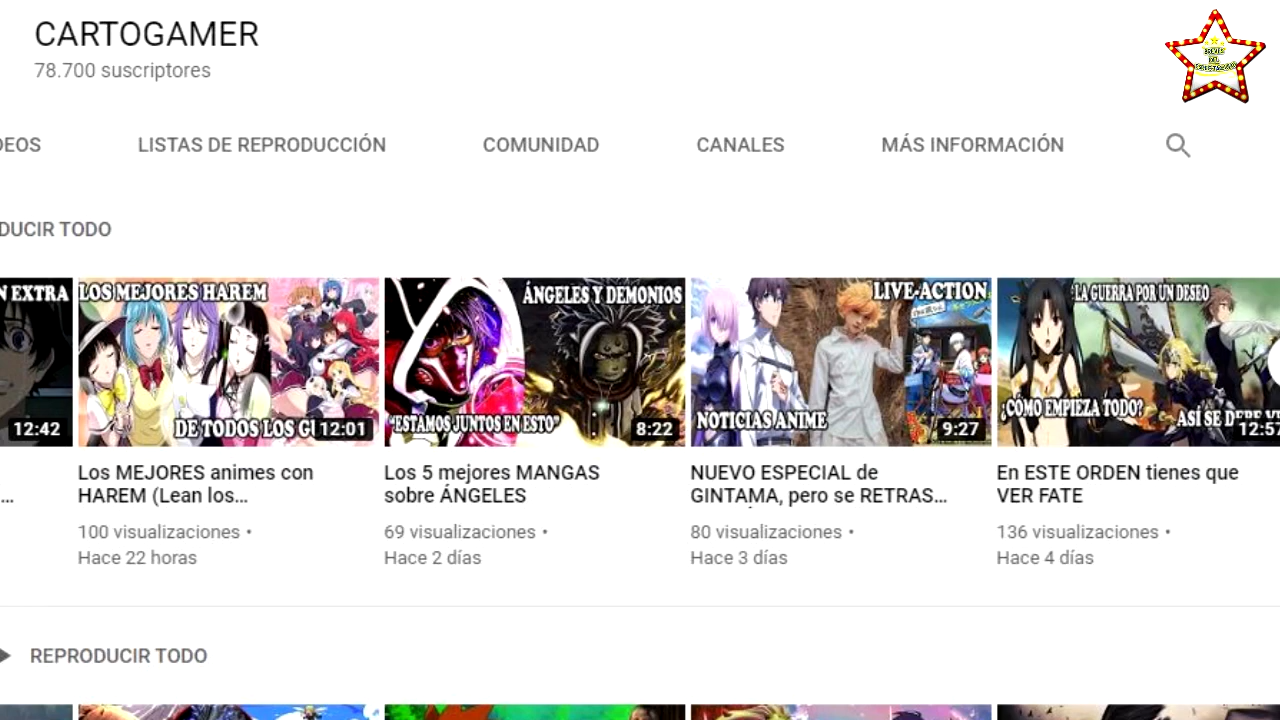 CARTOGAMER
78.700 suscriptores
DEOS
LISTAS DE REPRODUCCIÓN
COMUNIDAD
CANALES
MÁS INFORMACIÓN
DUCIR TODO
N EXTRA
12:42
LOS MEJORES HAREM
DE TODOS LOS
12:01
ÁNGELES Y DEMONIOS
"ESTAMOS JUNTOS EN ESTO"
8:22
LIVE-ACTION
NOTICIAS ANIME
9:27
LA GUERRA POR UN DESEO
¿COMO EMPIEZA TODO?
ASÍ SE DEBE
12:57
...
Los MEJORES animes con
HAREM (Lean los...
100 visualizaciones •
Hace 22 horas
Los 5 mejores MANGAS
sobre ÁNGELES
69 visualizaciones •
Hace 2 días
NUEVO ESPECIAL de
GINTAMA, pero se RETRAS...
80 visualizaciones •
Hace 3 días
En ESTE ORDEN tienes que
VER FATE
136 visualizaciones •
Hace 4 días
REPRODUCIR TODO